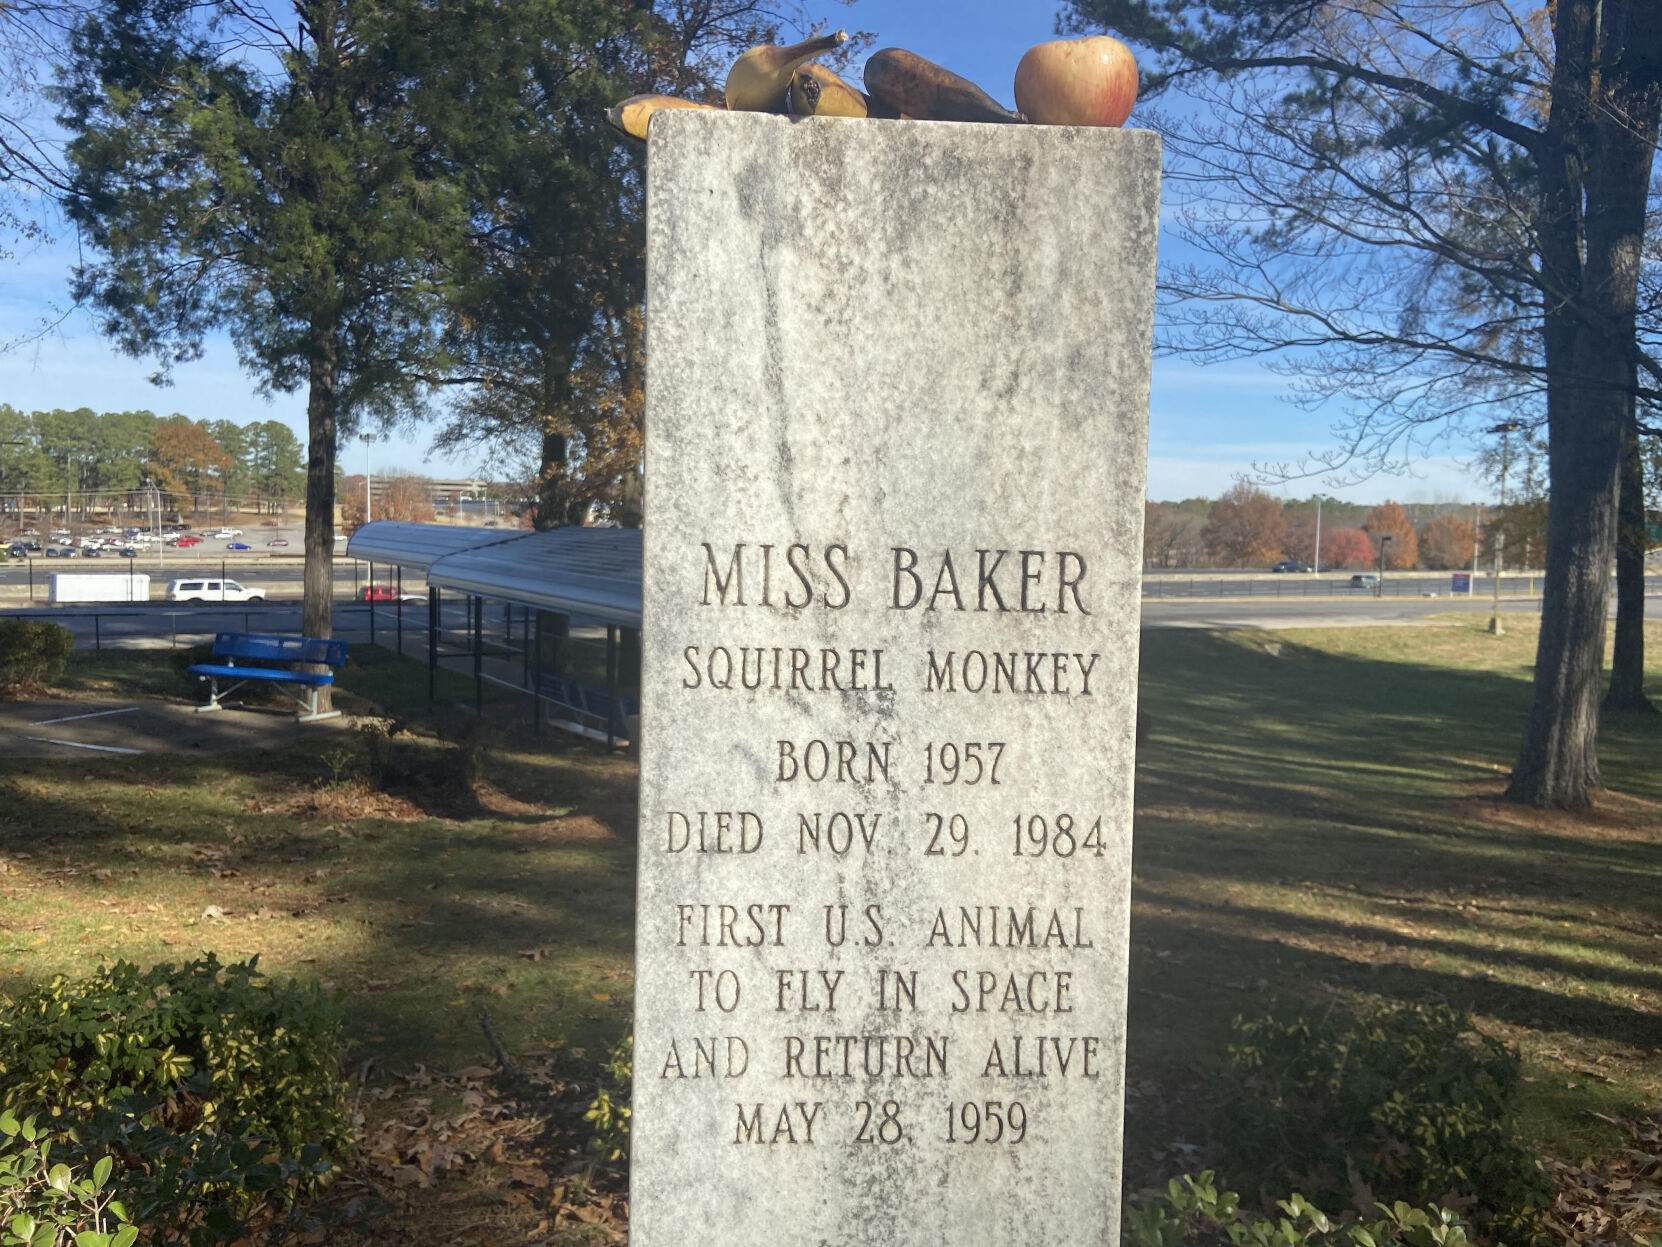 MISS BAKER
SQUIRREL MONKEY
BORN 1957
DIED NOV. 29, 1984
FIRST U.S. ANIMAL
TO FLY IN SPACE
AND RETURN ALIVE
MAY 28, 1959